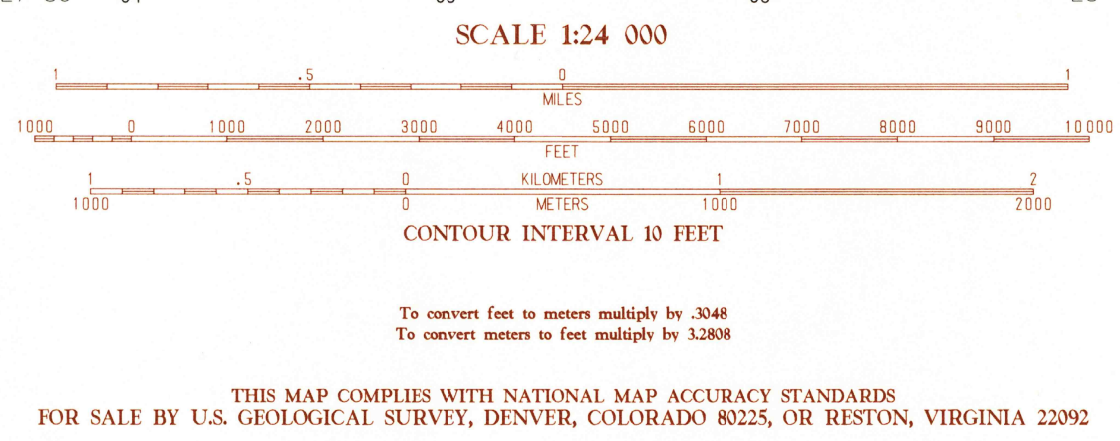 SCALE 1:24 000
1 .5 0 1
MILES
1000 0 1000 2000 3000 4000 5000 6000 7000 8000 9000 10 000
FEET
1 .5 0 KILOMETERS 1 2
1000 0 METERS 1000 2000
CONTOUR INTERVAL 10 FEET
To convert feet to meters multiply by .3048
To convert meters to feet multiply by 3.2808
THIS MAP COMPLIES WITH NATIONAL MAP ACCURACY STANDARDS
FOR SALE BY U.S. GEOLOGICAL SURVEY, DENVER, COLORADO 80225, OR RESTON, VIRGINIA 22092